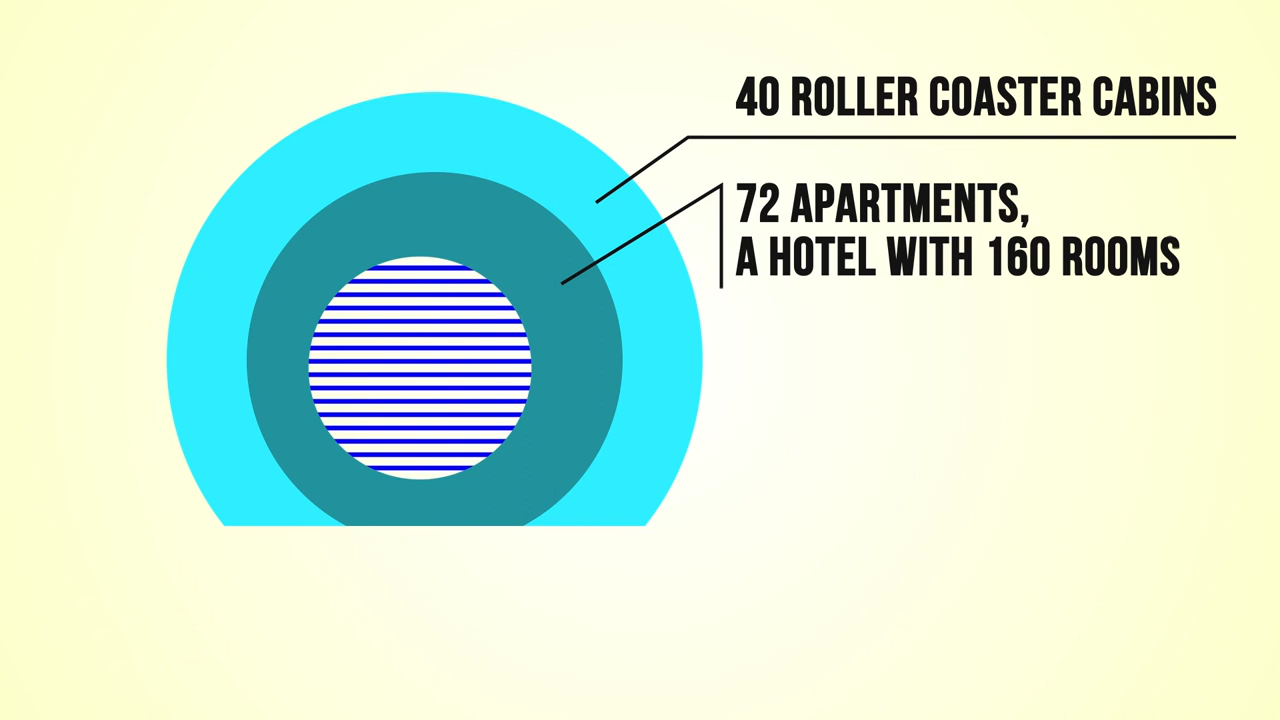 40 ROLLER COASTER CABINS
72 APARTMENTS,
A HOTEL WITH 160 ROOMS